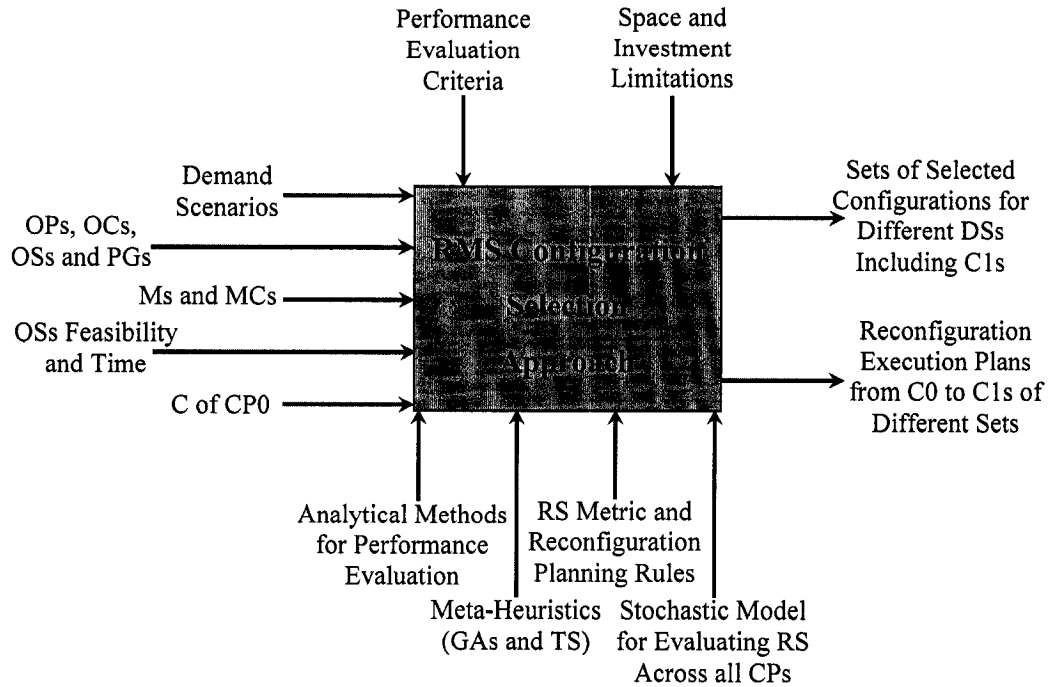 Performance
Evaluation
Criteria
Space and
Investment
Limitations
Demand
Scenarios
OPs, OCs,
OSs and PGs
Ms and MCs
OSs Feasibility
and Time
C of CP0
RMS Configuration
Selection
Approach
Sets of Selected
Configurations for
Different DSs
Including C1s
Reconfiguration
Execution Plans
from C0 to C1s of
Different Sets
Analytical Methods
for Performance
Evaluation
Meta-Heuristics
(GAs and TS)
RS Metric and
Reconfiguration
Planning Rules
Stochastic Model
for Evaluating RS
Across all CPs